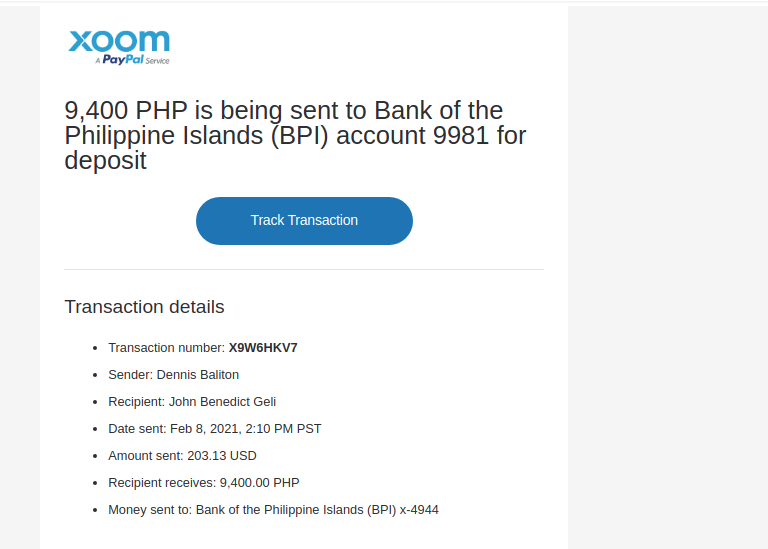 xoom
A PayPal Service
9,400 PHP is being sent to Bank of the
Philippine Islands (BPI) account 9981 for
deposit
Track Transaction
Transaction details
• Transaction number: X9W6HKV7
• Sender: Dennis Baliton
• Recipient: John Benedict Geli
• Date sent: Feb 8, 2021, 2:10 PM PST
• Amount sent: 203.13 USD
• Recipient receives: 9,400.00 PHP
• Money sent to: Bank of the Philippine Islands (BPI) x-4944